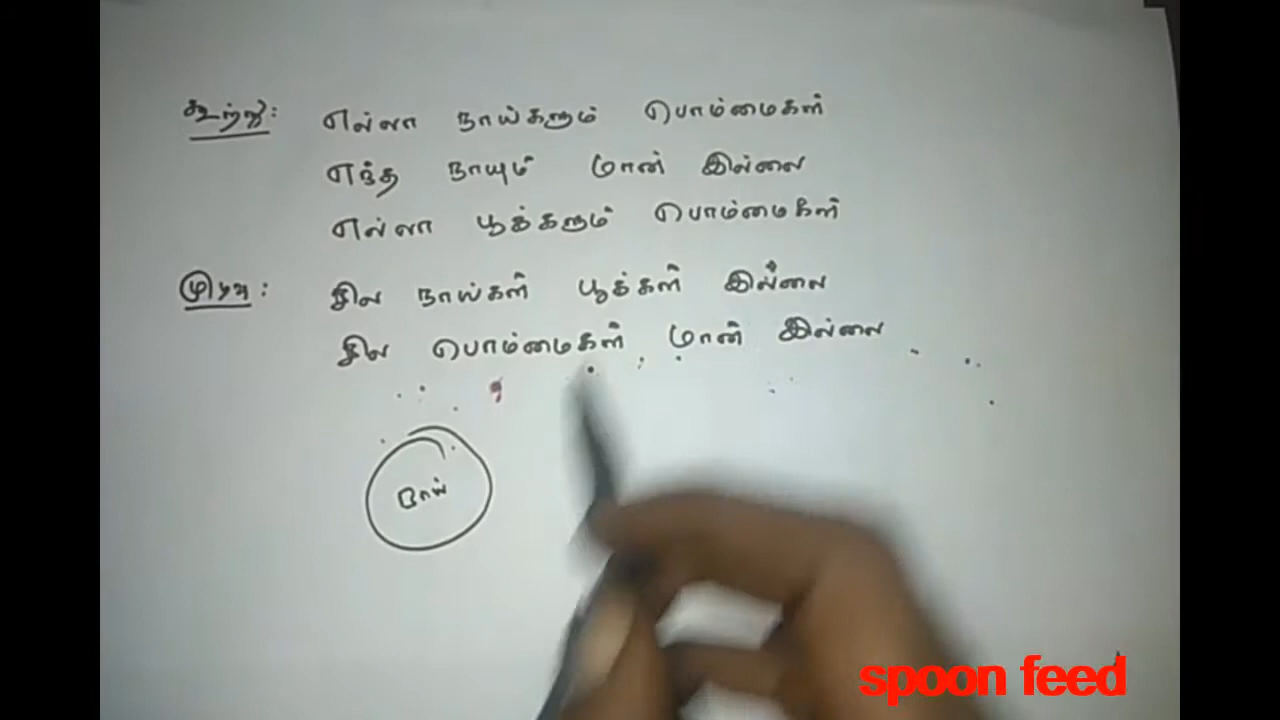 கூற்று: எல்லா நாய்களும் பொம்மைகள்
எந்த நாயும் மான் இல்லை
எல்லா பூக்களும் பொம்மைகள்
முடிவு: சில நாய்கள் பூக்கள் இல்லை
சில பொம்மைகள் மான் இல்லை
நாய்
spoon feed